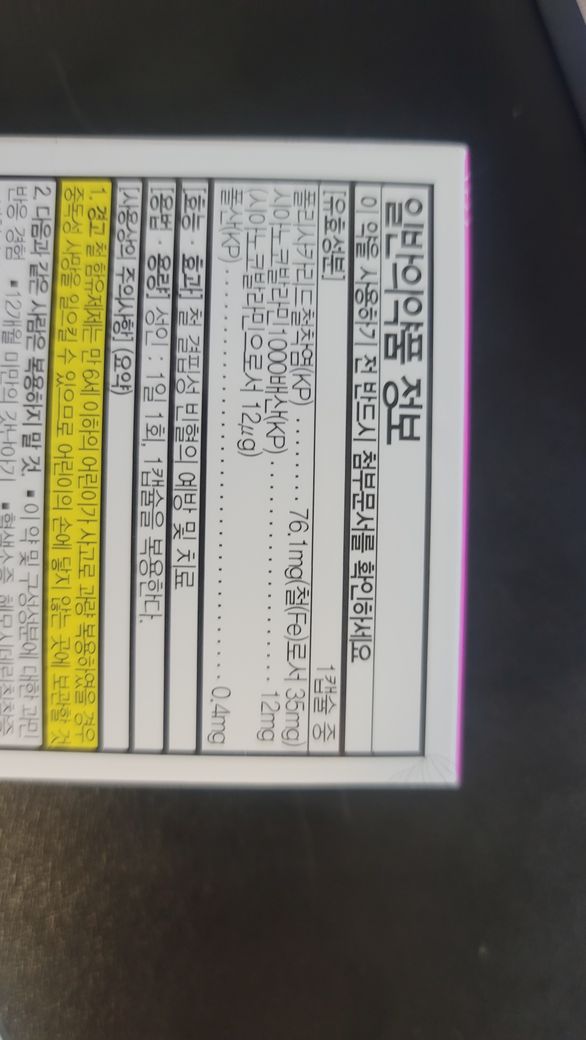 일반의약품 정보
이 약을 사용하기 전 반드시 첨부문서를 확인하세요
[유효성분] 1캡슐 중
폴리사카리드철착염(KP) ......... 76.1mg(철(Fe)로서 35mg)
시아노코발라민1000배산(KP) ..................... 12mg
(시아노코발라민으로서 12㎍)
폴산(KP) ........................................ 0.4mg
[효능·효과] 철 결핍성 빈혈의 예방 및 치료
[용법·용량] 성인 : 1일 1회, 1캡슐을 복용한다.
[사용상의 주의사항] (요약)
1. 경고 철 함유제제는 만 6세 이하의 어린이가 사고로 과량 복용하였을 경우
중독성 사망을 일으킬 수 있으므로 어린이의 손에 닿지 않는 곳에 보관할 것
2. 다음과 같은 사람은 복용하지 말 것. ▪ 이 약 및 구성성분에 대한 과민
반응 경험 ▪ 12개월 미만의 갓난아기 ▪ 혈색소증,